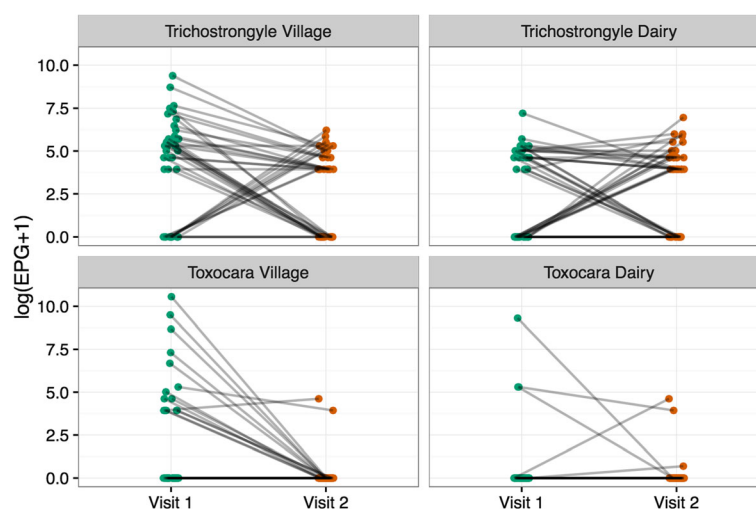 Trichostrongyle Village
Trichostrongyle Dairy
10.0
7.5
5.0
2.5
0.0
Toxocara Village
Toxocara Dairy
10.0
7.5
5.0
2.5
0.0
log(EPG+1)
Visit 1
Visit 2
Visit 1
Visit 2